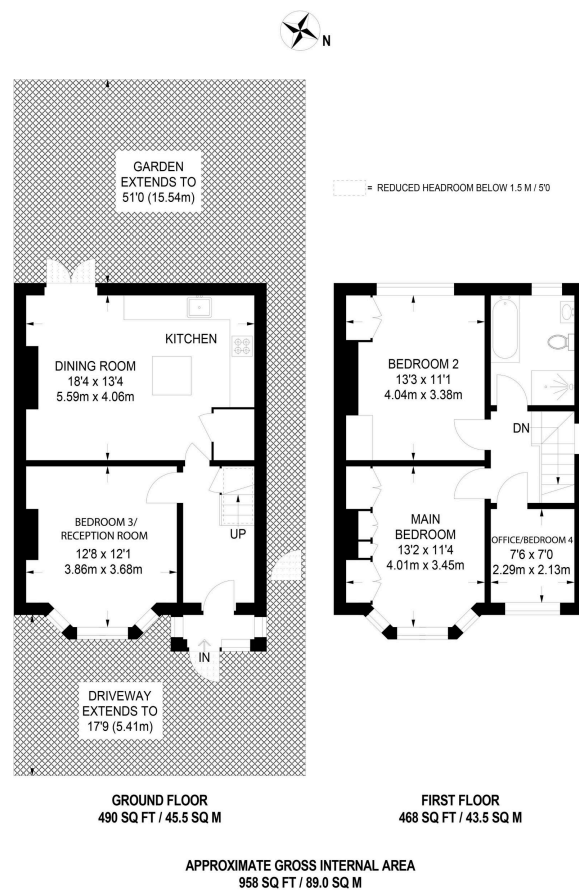 N
GARDEN
EXTENDS TO
51'0 (15.54m)
= REDUCED HEADROOM BELOW 1.5 M / 5'0
KITCHEN
DINING ROOM
18'4 x 13'4
5.59m x 4.06m
BEDROOM 3/
RECEPTION ROOM
12'8 x 12'1
3.86m x 3.68m
UP
IN
DRIVEWAY
EXTENDS TO
17'9 (5.41m)
BEDROOM 2
13'3 x 11'1
4.04m x 3.38m
DN
MAIN
BEDROOM
13'2 x 11'4
4.01m x 3.45m
OFFICE/BEDROOM 4
7'6 x 7'0
2.29m x 2.13m
GROUND FLOOR
490 SQ FT / 45.5 SQ M
FIRST FLOOR
468 SQ FT / 43.5 SQ M
APPROXIMATE GROSS INTERNAL AREA
958 SQ FT / 89.0 SQ M